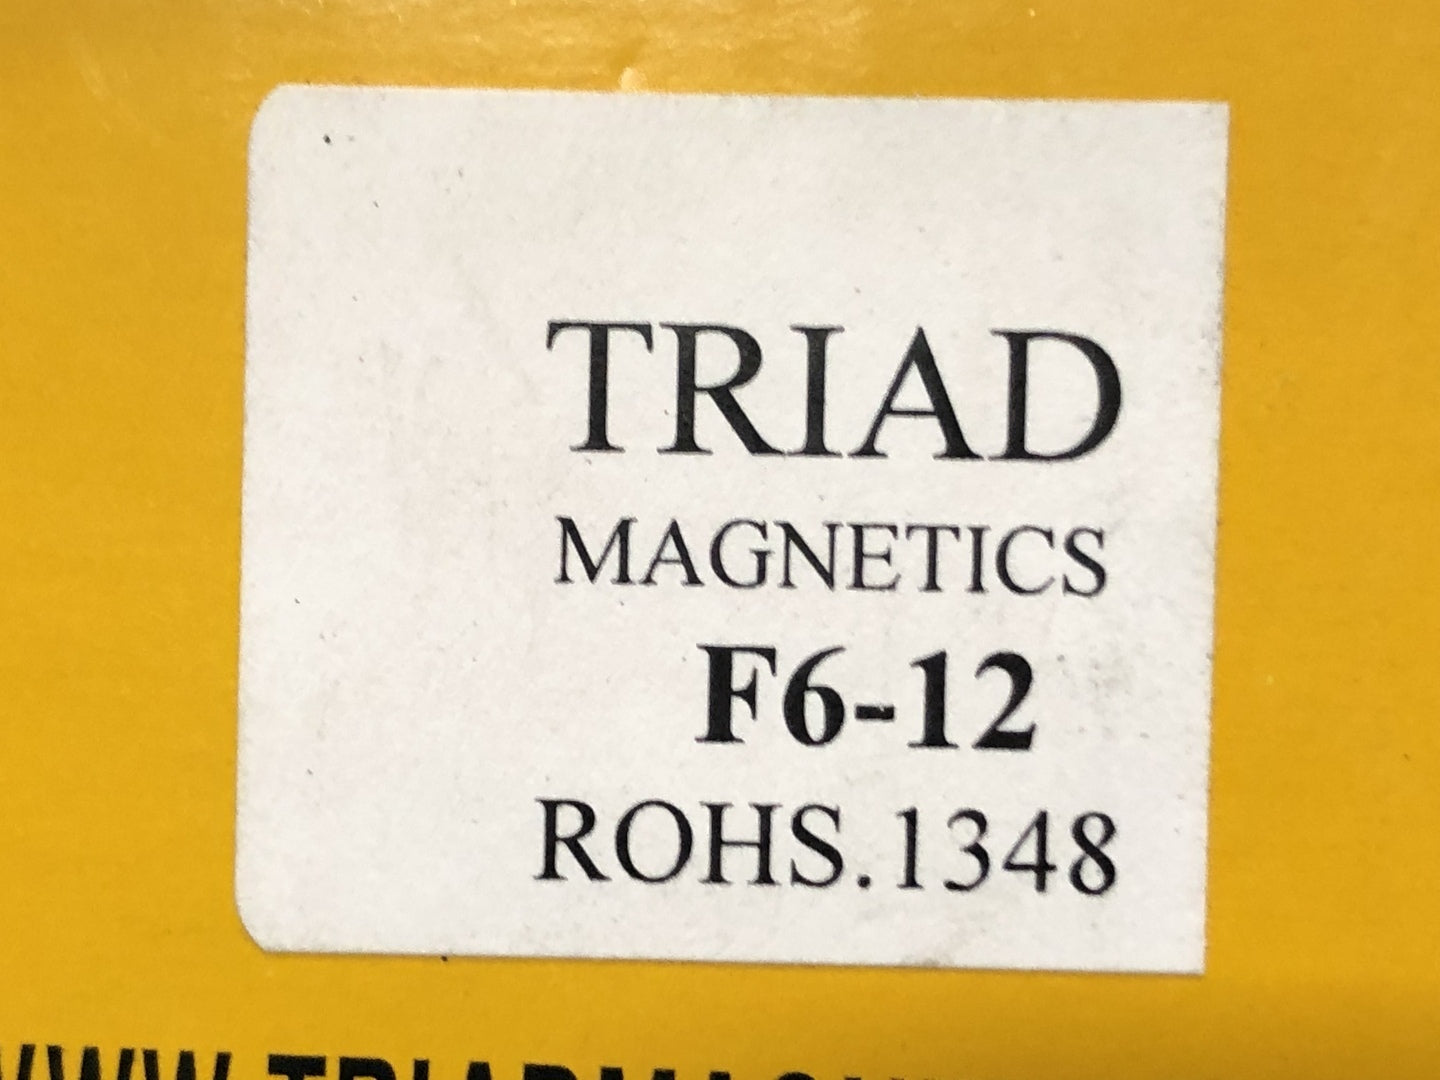 TRIAD
MAGNETICS
F6-12
ROHS.1348